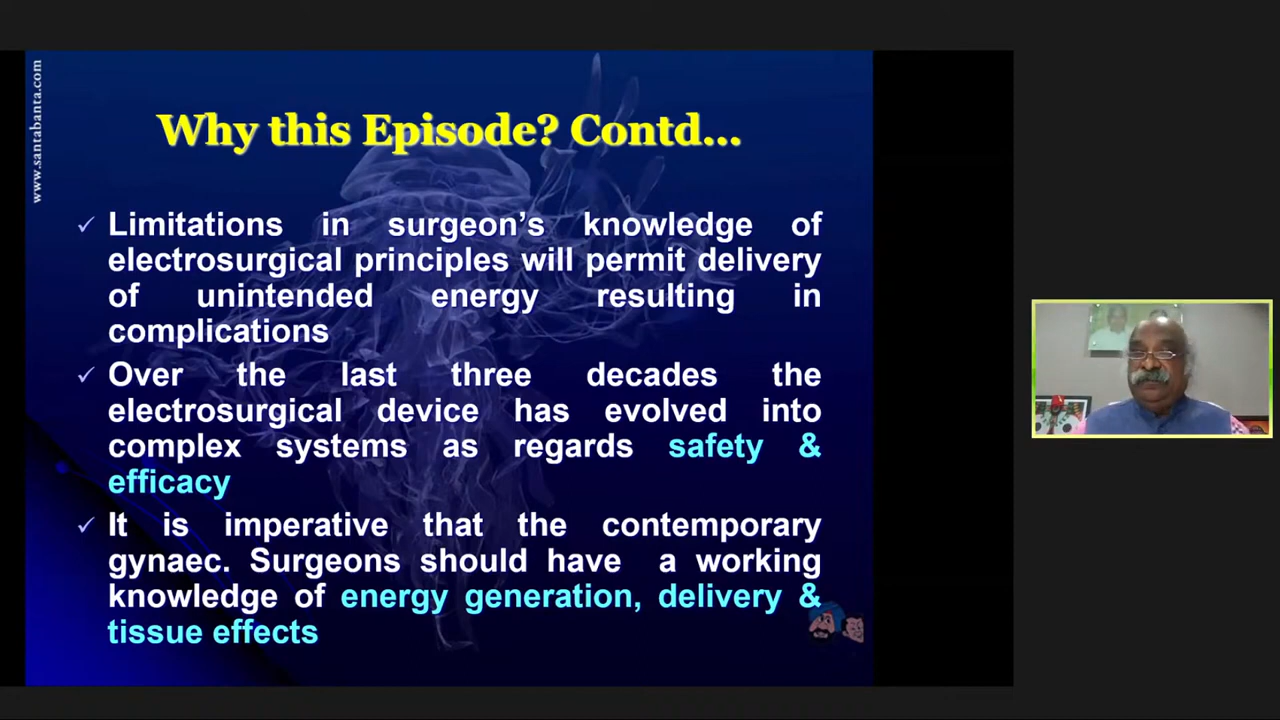 www.santabanta.com
Why this Episode? Contd...
✓ Limitations in surgeon’s knowledge of
electrosurgical principles will permit delivery
of unintended energy resulting in
complications
✓ Over the last three decades the
electrosurgical device has evolved into
complex systems as regards safety &
efficacy
✓ It is imperative that the contemporary
gynaec. Surgeons should have a working
knowledge of energy generation, delivery &
tissue effects